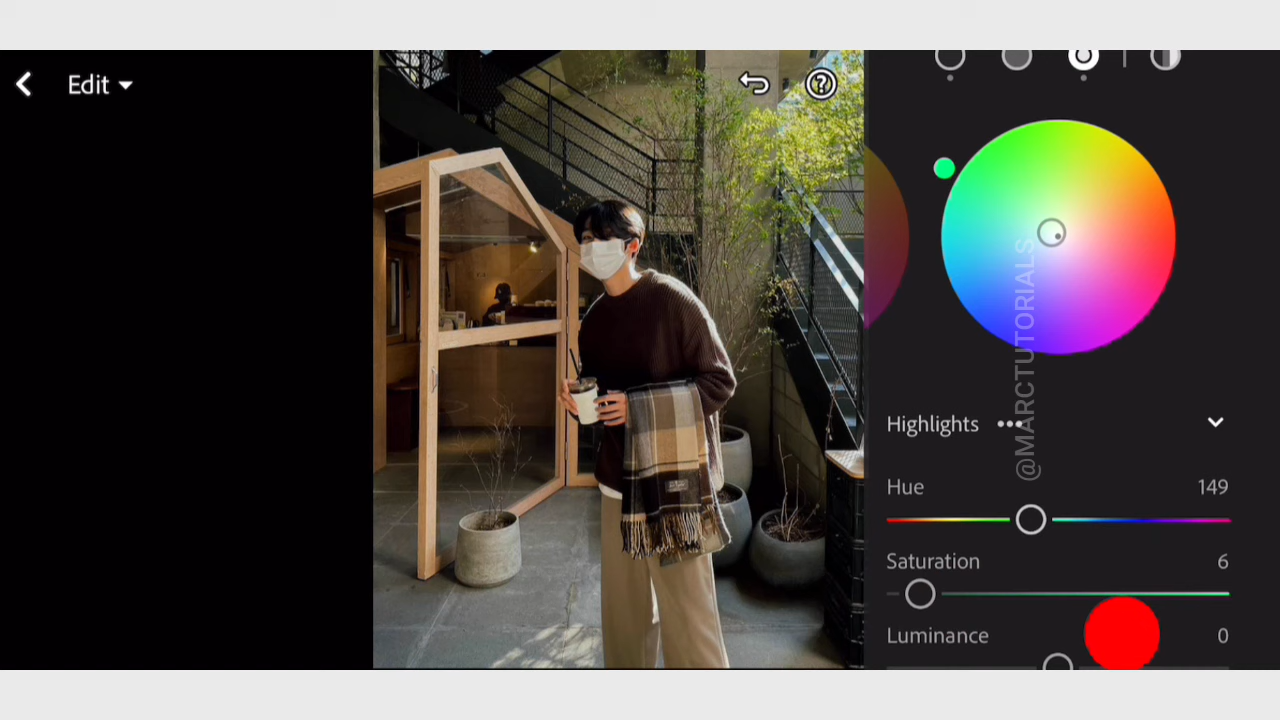 Edit
Highlights
Hue 149
Saturation 6
Luminance 0
@MARCTUTORIALS